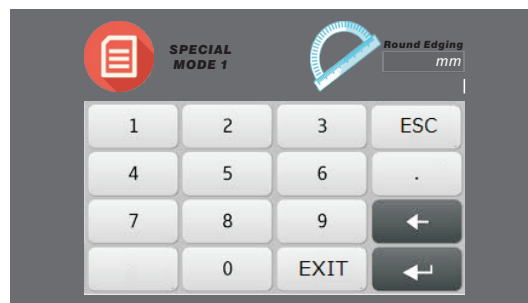 SPECIAL
MODE 1
Round Edging
mm
1 2 3 ESC
4 5 6 .
7 8 9
0 EXIT